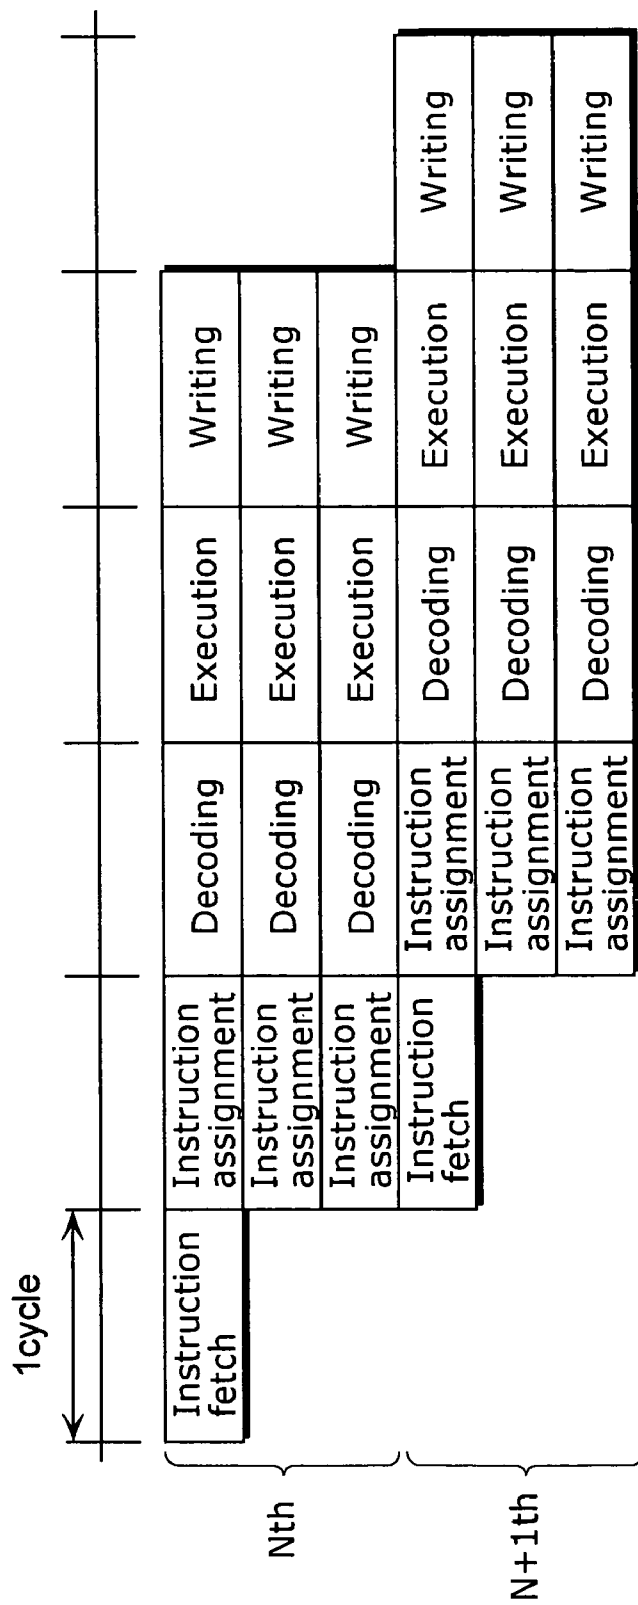 1cycle
Nth
Instruction
fetch
Instruction
assignment
Decoding
Execution
Writing
Instruction
assignment
Decoding
Execution
Writing
Instruction
assignment
Decoding
Execution
Writing
N+1th
Instruction
fetch
Instruction
assignment
Decoding
Execution
Writing
Instruction
assignment
Decoding
Execution
Writing
Instruction
assignment
Decoding
Execution
Writing